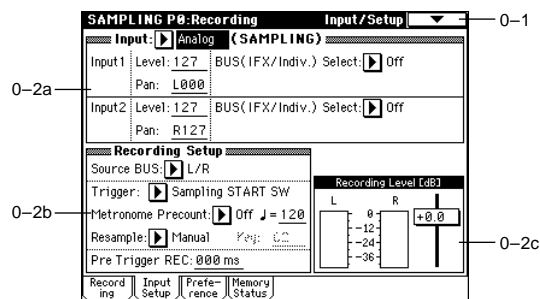 SAMPLING P0:Recording Input/Setup
0–1
Input: Analog (SAMPLING)
Input1 Level: 127 BUS(IFX/Indiv.) Select: Off
Pan: L000
0–2a
Input2 Level: 127 BUS(IFX/Indiv.) Select: Off
Pan: R127
Recording Setup
Source BUS: L/R
Trigger: Sampling START SW
0–2b
Metronome Precount: Off ♩=120
Resample: Manual Key: C2
Pre Trigger REC: 000 ms
Recording Level [dB]
L R
0
-12
-24
-36
+0.0
0–2c
Record
ing
Input
Setup
Prefe-
rence
Memory
Status